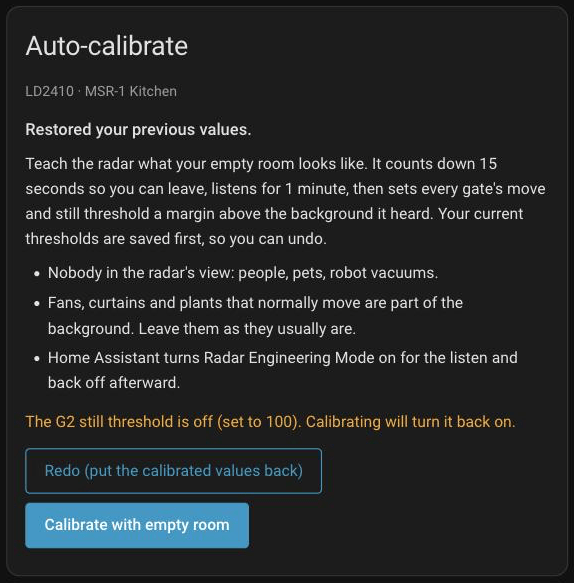 Auto-calibrate
LD2410 · MSR-1 Kitchen
Restored your previous values.
Teach the radar what your empty room looks like. It counts down 15
seconds so you can leave, listens for 1 minute, then sets every gate's move
and still threshold a margin above the background it heard. Your current
thresholds are saved first, so you can undo.
• Nobody in the radar's view: people, pets, robot vacuums.
• Fans, curtains and plants that normally move are part of the
background. Leave them as they usually are.
• Home Assistant turns Radar Engineering Mode on for the listen and
back off afterward.
The G2 still threshold is off (set to 100). Calibrating will turn it back on.
Redo (put the calibrated values back)
Calibrate with empty room